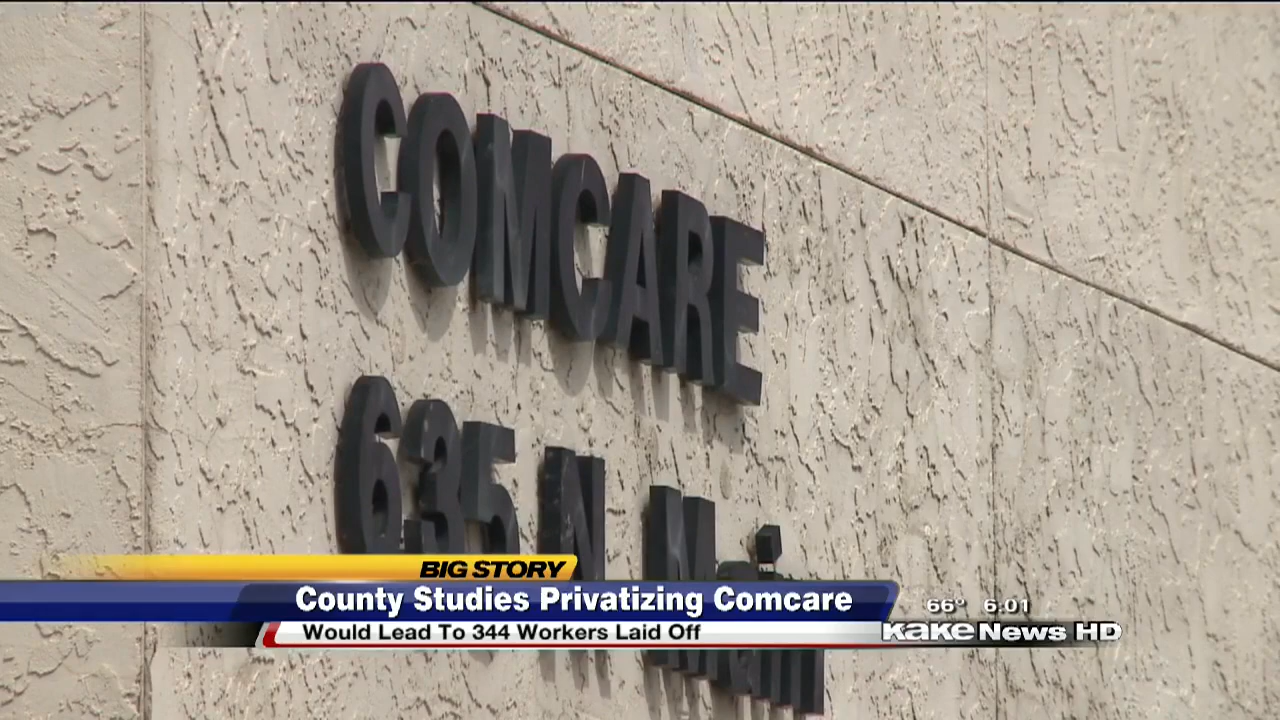 COMCARE
635 N Main
BIG STORY
County Studies Privatizing Comcare
Would Lead To 344 Workers Laid Off
66° 6:01
KAKE NEWS HD